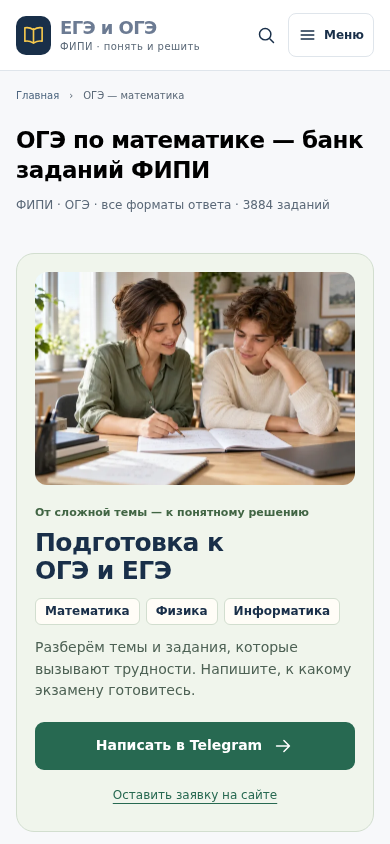 ЕГЭ и ОГЭ
ФИПИ · понять и решить
Меню
Главная › ОГЭ — математика
ОГЭ по математике — банк
заданий ФИПИ
ФИПИ · ОГЭ · все форматы ответа · 3884 заданий
От сложной темы — к понятному решению
Подготовка к
ОГЭ и ЕГЭ
Математика
Физика
Информатика
Разберём темы и задания, которые
вызывают трудности. Напишите, к какому
экзамену готовитесь.
Написать в Telegram →
Оставить заявку на сайте